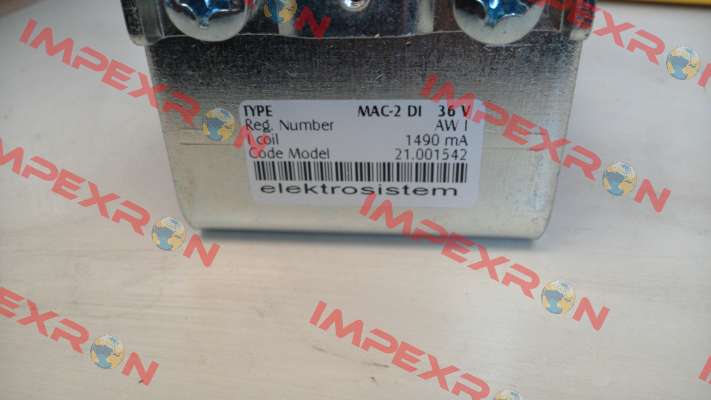 TYPE MAC-2 DI 36 V
Reg. Number AW I
I coil 1490 mA
Code Model 21.001542
elektrosistem
IMPEXRON
IMPEXRON
IMPEXRON
IMPEXRON
IMPEXRON
IMPEXRON
IMPEXRON